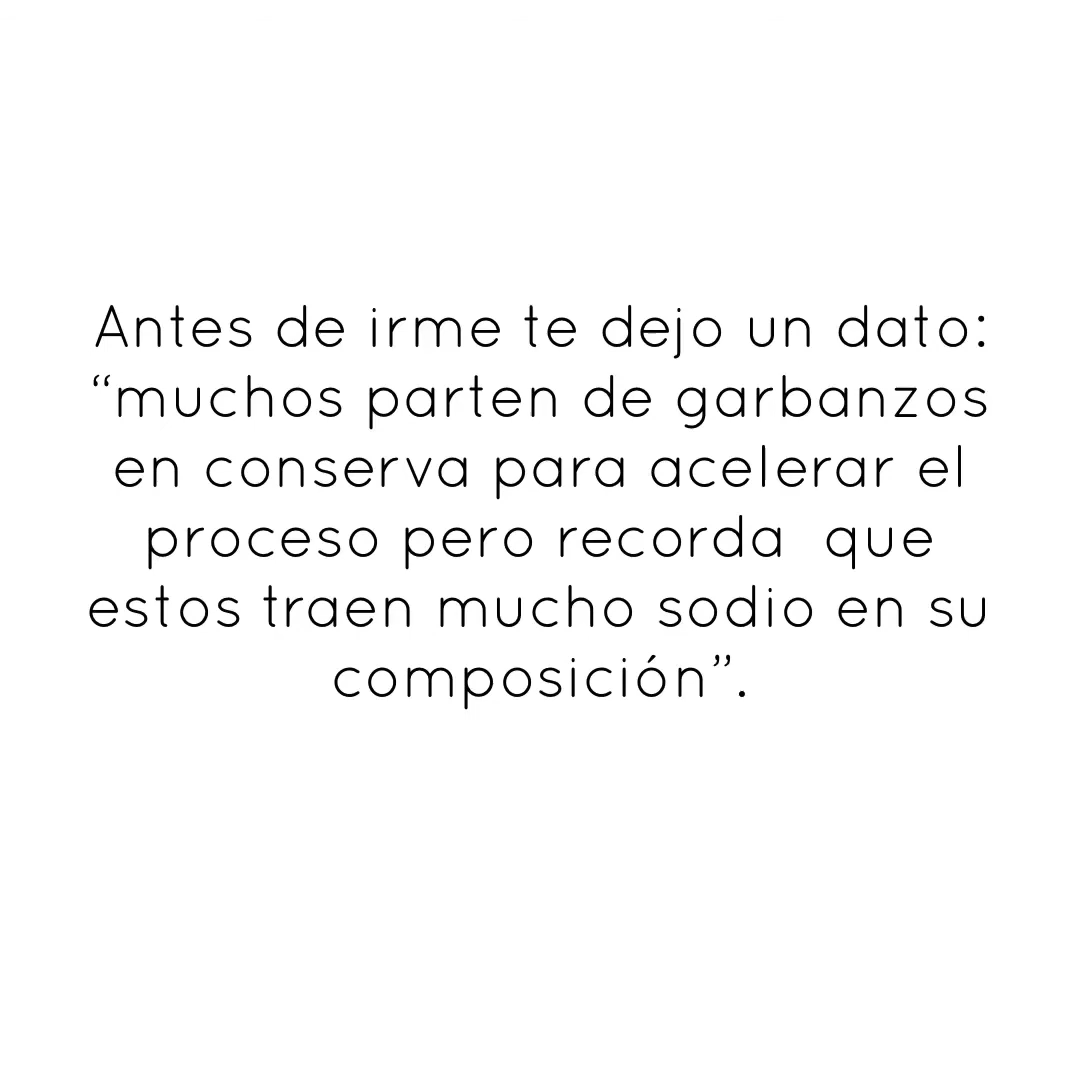 Antes de irme te dejo un dato:
“muchos parten de garbanzos
en conserva para acelerar el
proceso pero recorda  que
estos traen mucho sodio en su
composición”.